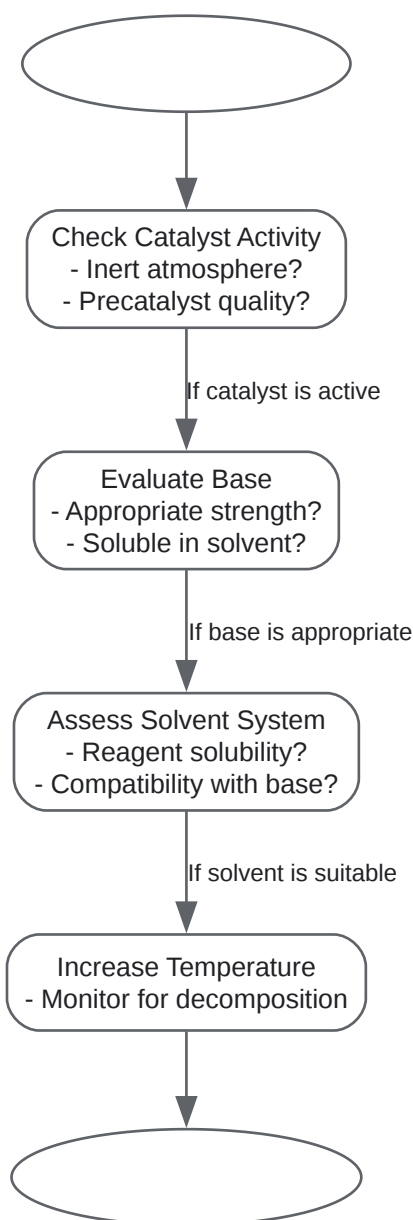 Check Catalyst Activity
- Inert atmosphere?
- Precatalyst quality?
If catalyst is active
Evaluate Base
- Appropriate strength?
- Soluble in solvent?
If base is appropriate
Assess Solvent System
- Reagent solubility?
- Compatibility with base?
If solvent is suitable
Increase Temperature
- Monitor for decomposition